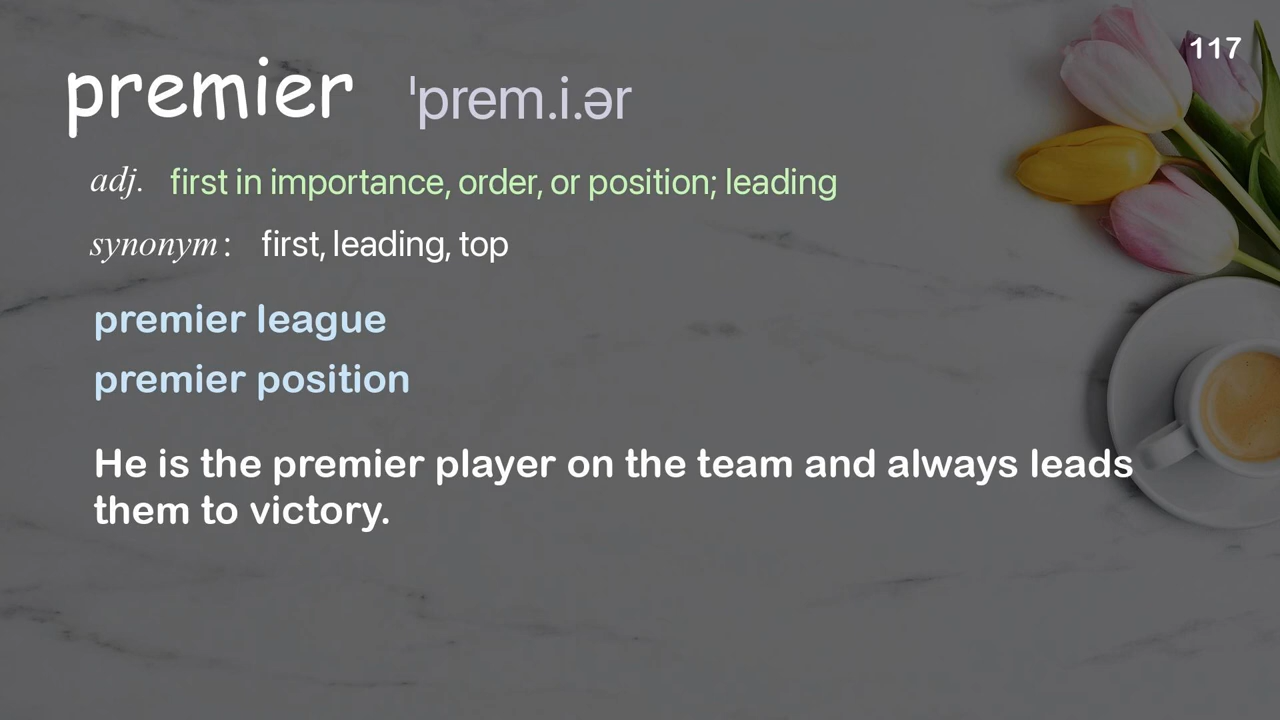 117
premier ˈprem.i.ər
adj. first in importance, order, or position; leading
synonym: first, leading, top
premier league
premier position
He is the premier player on the team and always leads
them to victory.